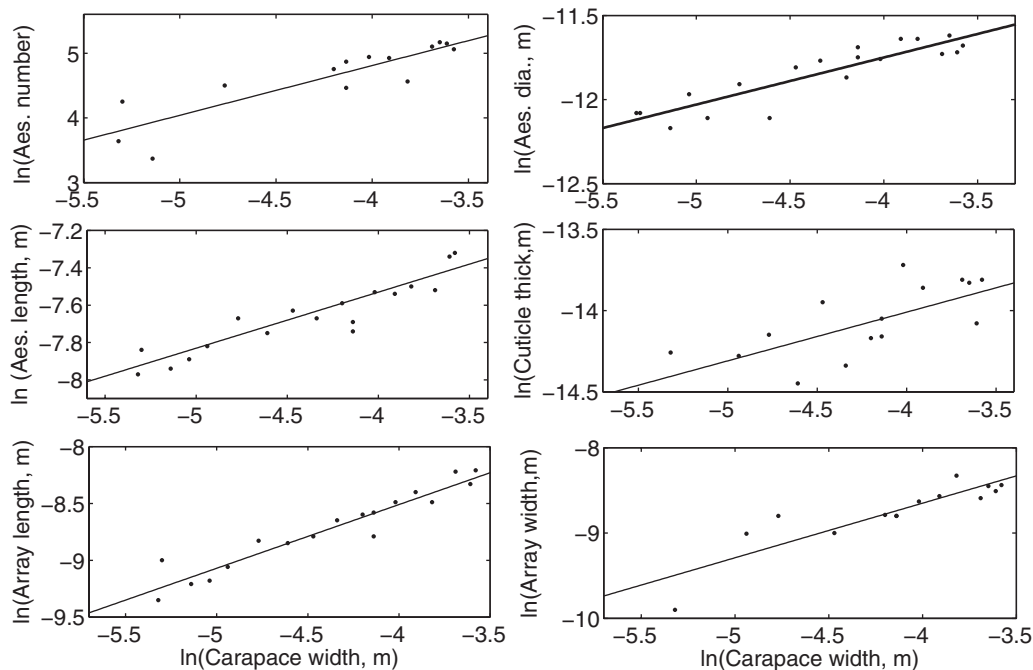 ln(Aes. number)
5
4
3
−5.5 −5 −4.5 −4 −3.5
ln(Aes. dia., m)
−11.5
−12
−12.5
−5.5 −5 −4.5 −4 −3.5
ln (Aes. length, m)
−7.2
−7.4
−7.6
−7.8
−8
−5.5 −5 −4.5 −4 −3.5
ln(Cuticle thick,m)
−13.5
−14
−14.5
−5.5 −5 −4.5 −4 −3.5
ln(Array length, m)
−8
−8.5
−9
−9.5
−5.5 −5 −4.5 −4 −3.5
ln(Carapace width, m)
ln(Array width,m)
−8
−9
−10
−5.5 −5 −4.5 −4 −3.5
ln(Carapace width, m)